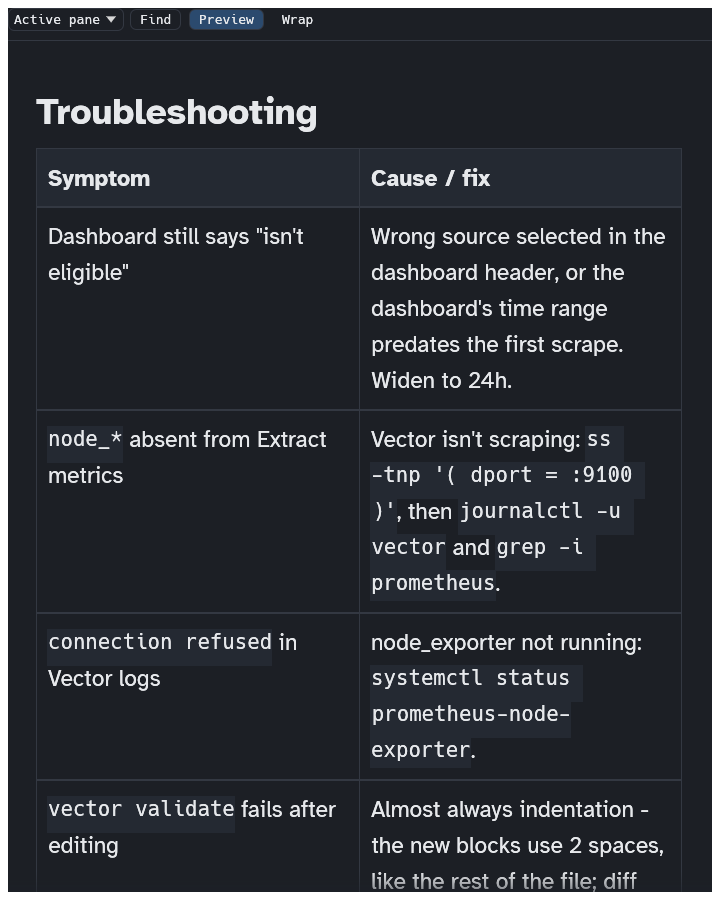 Active pane Find Preview Wrap
Troubleshooting
Symptom
Cause / fix
Dashboard still says "isn't
eligible"
Wrong source selected in the
dashboard header, or the
dashboard's time range
predates the first scrape.
Widen to 24h.
node_* absent from Extract
metrics
Vector isn't scraping: ss
-tnp '( dport = :9100
)', then journalctl -u
vector and grep -i
prometheus.
connection refused in
Vector logs
node_exporter not running:
systemctl status
prometheus-node-
exporter.
vector validate fails after
editing
Almost always indentation -
the new blocks use 2 spaces,
like the rest of the file; diff